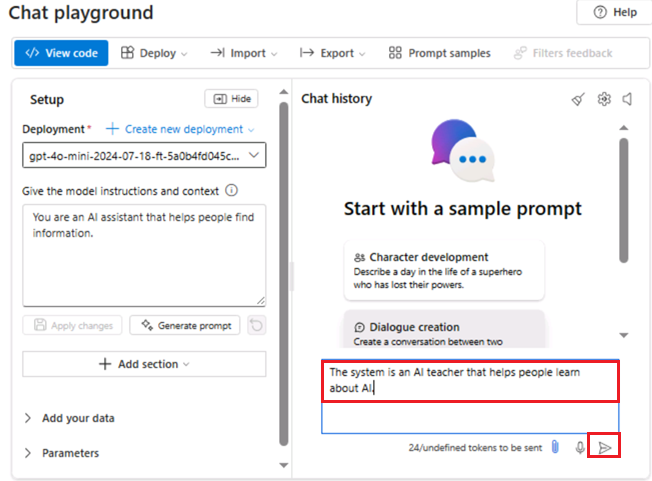 Chat playground
Help
</> View code
Deploy
Import
Export
Prompt samples
Filters feedback
Setup
Hide
Deployment *
Create new deployment
gpt-4o-mini-2024-07-18-ft-5a0b4fd045c...
Give the model instructions and context
You are an AI assistant that helps people find
information.
Apply changes
Generate prompt
Add section
Add your data
Parameters
Chat history
Start with a sample prompt
Character development
Describe a day in the life of a superhero
who has lost their powers.
Dialogue creation
Create a conversation between two
The system is an AI teacher that helps people learn
about AI.
24/undefined tokens to be sent